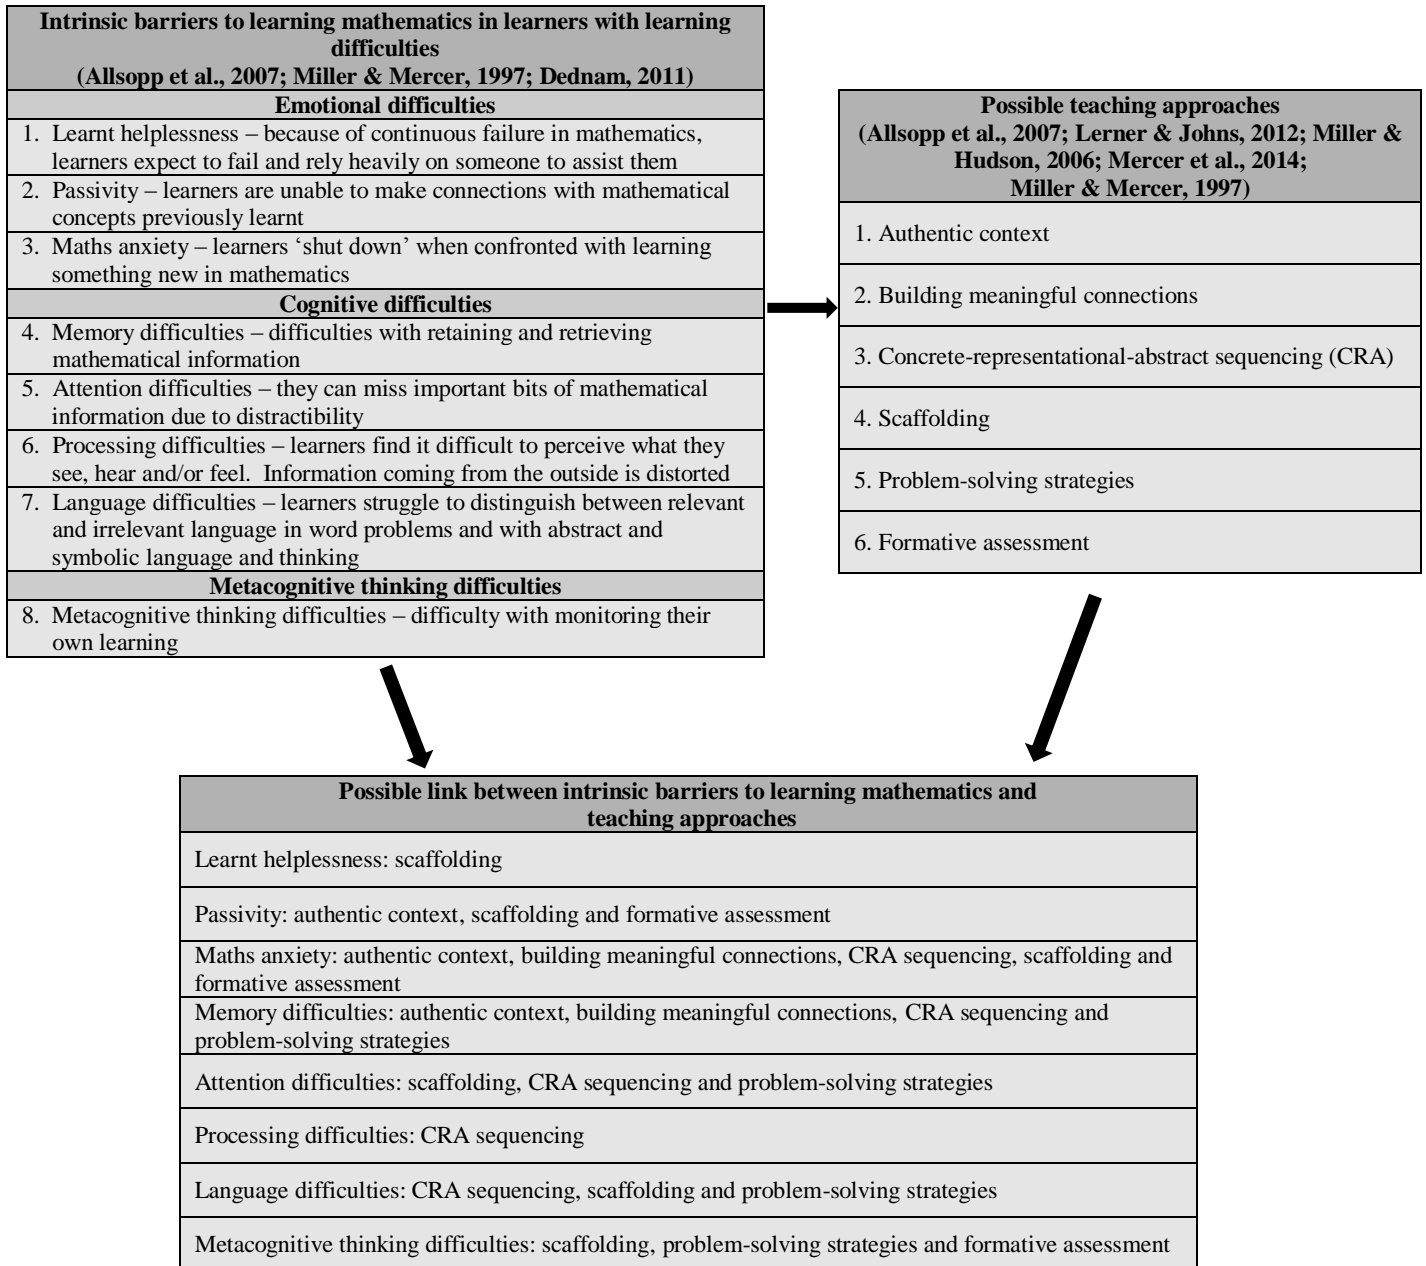 Intrinsic barriers to learning mathematics in learners with learning
difficulties
(Allsopp et al., 2007; Miller & Mercer, 1997; Dednam, 2011)
Emotional difficulties
1. Learnt helplessness – because of continuous failure in mathematics,
learners expect to fail and rely heavily on someone to assist them
2. Passivity – learners are unable to make connections with mathematical
concepts previously learnt
3. Maths anxiety – learners ‘shut down’ when confronted with learning
something new in mathematics
Cognitive difficulties
4. Memory difficulties – difficulties with retaining and retrieving
mathematical information
5. Attention difficulties – they can miss important bits of mathematical
information due to distractibility
6. Processing difficulties – learners find it difficult to perceive what they
see, hear and/or feel. Information coming from the outside is distorted
7. Language difficulties – learners struggle to distinguish between relevant
and irrelevant language in word problems and with abstract and
symbolic language and thinking
Metacognitive thinking difficulties
8. Metacognitive thinking difficulties – difficulty with monitoring their
own learning
Possible teaching approaches
(Allsopp et al., 2007; Lerner & Johns, 2012; Miller &
Hudson, 2006; Mercer et al., 2014;
Miller & Mercer, 1997)
1. Authentic context
2. Building meaningful connections
3. Concrete-representational-abstract sequencing (CRA)
4. Scaffolding
5. Problem-solving strategies
6. Formative assessment
Possible link between intrinsic barriers to learning mathematics and
teaching approaches
Learnt helplessness: scaffolding
Passivity: authentic context, scaffolding and formative assessment
Maths anxiety: authentic context, building meaningful connections, CRA sequencing, scaffolding and
formative assessment
Memory difficulties: authentic context, building meaningful connections, CRA sequencing and
problem-solving strategies
Attention difficulties: scaffolding, CRA sequencing and problem-solving strategies
Processing difficulties: CRA sequencing
Language difficulties: CRA sequencing, scaffolding and problem-solving strategies
Metacognitive thinking difficulties: scaffolding, problem-solving strategies and formative assessment